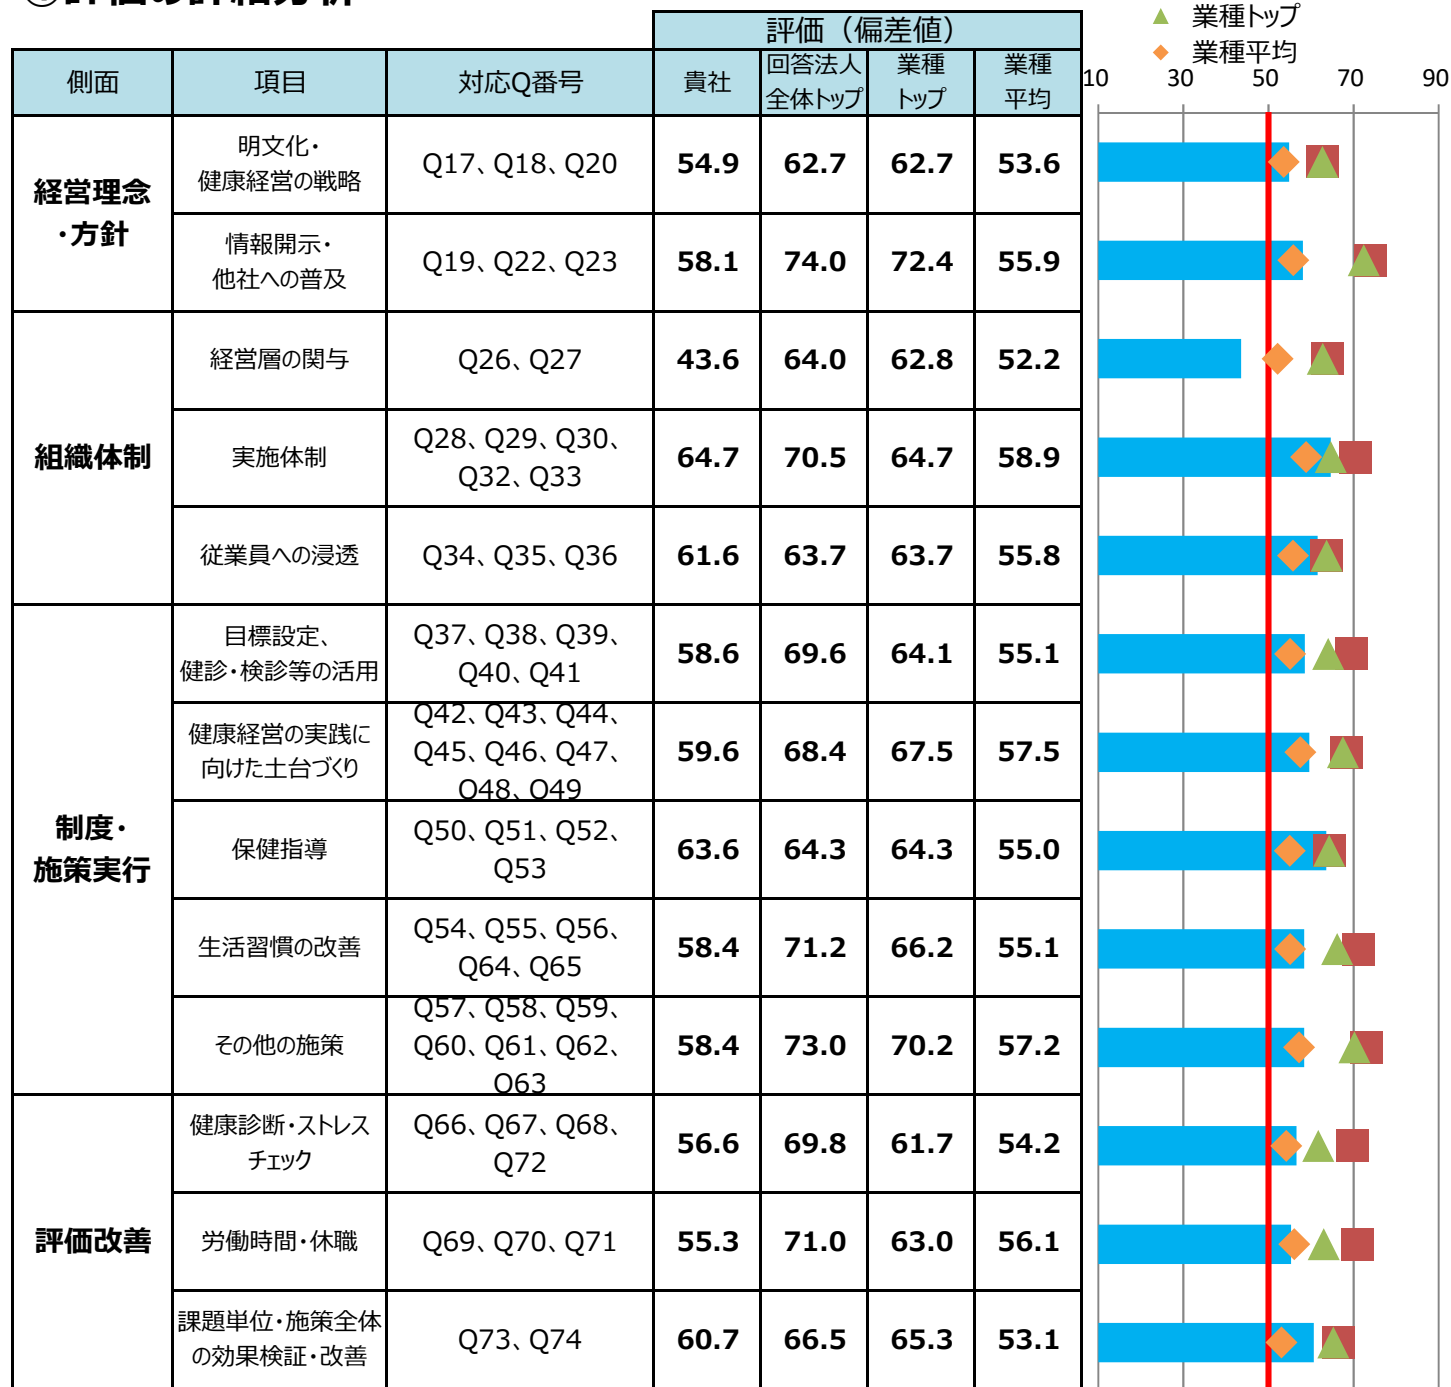 ①評価の詳細分析
業種トップ
業種平均
評価（偏差値）
側面 項目 対応Q番号 貴社 回答法人全体トップ 業種トップ 業種平均
10 30 50 70 90
経営理念・方針
明文化・健康経営の戦略 Q17、Q18、Q20 54.9 62.7 62.7 53.6
情報開示・他社への普及 Q19、Q22、Q23 58.1 74.0 72.4 55.9
組織体制
経営層の関与 Q26、Q27 43.6 64.0 62.8 52.2
実施体制 Q28、Q29、Q30、Q32、Q33 64.7 70.5 64.7 58.9
従業員への浸透 Q34、Q35、Q36 61.6 63.7 63.7 55.8
制度・施策実行
目標設定、健診・検診等の活用 Q37、Q38、Q39、Q40、Q41 58.6 69.6 64.1 55.1
健康経営の実践に向けた土台づくり Q42、Q43、Q44、Q45、Q46、Q47、Q48、Q49 59.6 68.4 67.5 57.5
保健指導 Q50、Q51、Q52、Q53 63.6 64.3 64.3 55.0
生活習慣の改善 Q54、Q55、Q56、Q64、Q65 58.4 71.2 66.2 55.1
その他の施策 Q57、Q58、Q59、Q60、Q61、Q62、Q63 58.4 73.0 70.2 57.2
評価改善
健康診断・ストレスチェック Q66、Q67、Q68、Q72 56.6 69.8 61.7 54.2
労働時間・休職 Q69、Q70、Q71 55.3 71.0 63.0 56.1
課題単位・施策全体の効果検証・改善 Q73、Q74 60.7 66.5 65.3 53.1